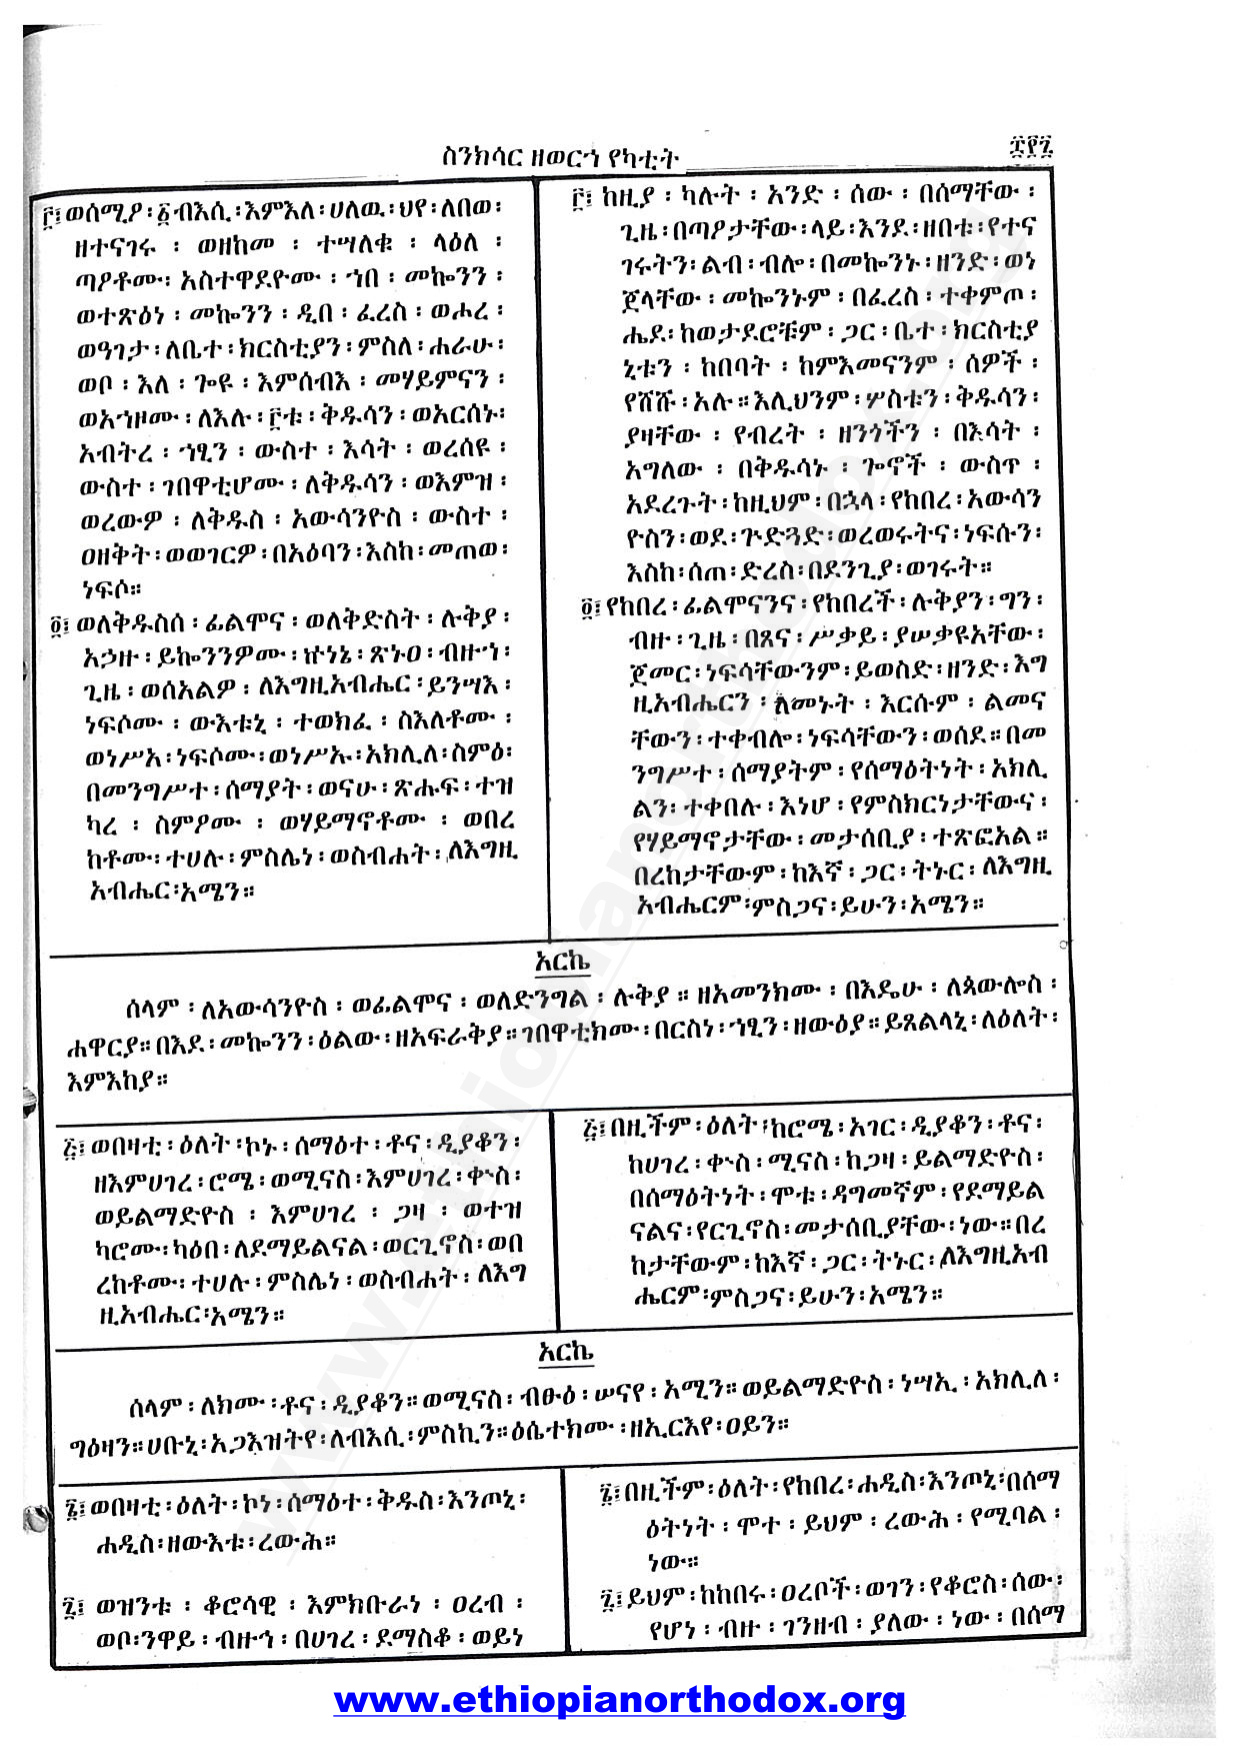 ስንክሳር ዘወርኀ የካቲት
፫፤ ወሰሚዖ ፡ ፩ብእሲ ፡ እምእለ ፡ ሀለዉ ፡ ህየ ፡ ለበወ ፡
ዘተናገሩ ፡ ወዘከመ ፡ ተሣለቁ ፡ ላዕለ ፡
ጣዖቶሙ ፡ አስተዋደዮሙ ፡ ኀበ ፡ መኰንን ፡
ወተጽዕነ ፡ መኰንን ፡ ዲበ ፡ ፈረስ ፡ ወሖረ ፡
ወዓገታ ፡ ለቤተ ፡ ክርስቲያን ፡ ምስለ ፡ ሐራሁ ፡
ወቦ ፡ እለ ፡ ጐዩ ፡ እምሰብእ ፡ መሃይምናን ፡
ወአኀዘሙ ፡ ለእሉ ፡ ፫ቱ ፡ ቅዱሳን ፡ ወአርሰኑ ፡
አብትረ ፡ ኀፂን ፡ ውስተ ፡ እሳት ፡ ወረሰዩ ፡
ውስተ ፡ ገበዋቲሆሙ ፡ ለቅዱሳን ፡ ወእምዝ ፡
ወረውዎ ፡ ለቅዱስ ፡ አውሳንዮስ ፡ ውስተ ፡
ዐዘቅት ፡ ወወገርዎ ፡ በአዕባን ፡ እስከ ፡ መጠወ ፡
ነፍሶ ።
፬፤ ወለቅዱስሰ ፡ ፊልሞና ፡ ወለቅድስት ፡ ሉቅያ ፡
አኃዙ ፡ ይኰንንዎሙ ፡ ኵነኔ ፡ ጽኑዐ ፡ ብዙኀ ፡
ጊዜ ፡ ወሰአልዎ ፡ ለእግዚአብሔር ፡ ይንሣእ ፡
ነፍሶሙ ፡ ውእቱኒ ፡ ተወክፈ ፡ ስእለቶሙ ፡
ወነሥአ ፡ ነፍሶሙ ፡ ወነሥኡ ፡ አክሊለ ፡ ስምዕ ፡
በመንግሥተ ፡ ሰማያት ፡ ወናሁ ፡ ጽሑፍ ፡ ተዝ
ካረ ፡ ስምዖሙ ፡ ወሃይማኖቶሙ ፡ ወበረ
ከቶሙ ፡ ተሀሉ ፡ ምስሌነ ፡ ወስብሐት ፡ ለእግዚ
አብሔር ፡ አሜን ።
፫፤ ከዚያ ፡ ካሉት ፡ አንድ ፡ ሰው ፡ በሰማቸው ፡
ጊዜ ፡ በጣዖታቸው ፡ ላይ ፡ እንደ ፡ ዘበቱ ፡ የተና
ገሩትን ፡ ልብ ፡ ብሎ ፡ በመኰንኑ ፡ ዘንድ ፡ ወነ
ጀላቸው ፡ መኰንኑም ፡ በፈረስ ፡ ተቀምጦ ፡
ሔደ ፡ ከወታደሮቹም ፡ ጋር ፡ ቤተ ፡ ክርስቲያ
ኒቱን ፡ ከበባት ፡ ከምእመናንም ፡ ሰዎች ፡
የሸሹ ፡ አሉ ። እሊህንም ፡ ሦስቱን ፡ ቅዱሳን ፡
ያዛቸው ፡ የብረት ፡ ዘንጎችን ፡ በእሳት ፡
አግለው ፡ በቅዱሳኑ ፡ ጐኖች ፡ ውስጥ ፡
አደረጉት ፡ ከዚህም ፡ በኋላ ፡ የከበረ ፡ አውሳን
ዮስን ፡ ወደ ፡ ጕድጓድ ፡ ወረወሩትና ፡ ነፍሱን ፡
እስከ ፡ ሰጠ ፡ ድረስ ፡ በደንጊያ ፡ ወገሩት ።
፬፤ የከበረ ፡ ፊልሞናንና ፡ የከበረች ፡ ሉቅያን ፡ ግን ፡
ብዙ ፡ ጊዜ ፡ በጸና ፡ ሥቃይ ፡ ያሠቃዩአቸው ፡
ጀመር ፡ ነፍሳቸውንም ፡ ይወስድ ፡ ዘንድ ፡ እግ
ዚአብሔርን ፡ ለመኑት ፡ እርሱም ፡ ልመና
ቸውን ፡ ተቀብሎ ፡ ነፍሳቸውን ፡ ወሰደ ። በመ
ንግሥተ ፡ ሰማያትም ፡ የሰማዕትነት ፡ አክሊ
ልን ፡ ተቀበሉ ፡ እነሆ ፡ የምስክርነታቸውና ፡
የሃይማኖታቸው ፡ መታሰቢያ ፡ ተጽፎአል ።
በረከታቸውም ፡ ከእኛ ፡ ጋር ፡ ትኑር ፡ ለእግዚ
አብሔርም ፡ ምስጋና ፡ ይሁን ፡ አሜን ።
አርኬ
ሰላም ፡ ለአውሳንዮስ ፡ ወፊልሞና ፡ ወለድንግል ፡ ሉቅያ ። ዘአመንክሙ ፡ በእዴሁ ፡ ለጳውሎስ ፡
ሐዋርያ ። በእደ ፡ መኰንን ፡ ዕልው ፡ ዘአፍራቅያ ። ገበዋቲክሙ ፡ በርስነ ፡ ኀፂን ፡ ዘውዕያ ። ይጸልላኒ ፡ ለዕለት ፡
እምእከያ ።
፭፤ ወበዛቲ ፡ ዕለት ፡ ኮኑ ፡ ሰማዕተ ፡ ቶና ፡ ዲያቆን ፡
ዘእምሀገረ ፡ ሮሜ ፡ ወሚናስ ፡ እምሀገረ ፡ ቍስ ፡
ወይልማድዮስ ፡ እምሀገረ ፡ ጋዛ ፡ ወተዝ
ካሮሙ ፡ ካዕበ ፡ ለደማይልናል ፡ ወርጊኖስ ፡ ወበ
ረከቶሙ ፡ ተሀሉ ፡ ምስሌነ ፡ ወስብሐት ፡ ለእግ
ዚአብሔር ፡ አሜን ።
፭፤ በዚችም ፡ ዕለት ፡ ከሮሜ ፡ አገር ፡ ዲያቆን ፡ ቶና ፡
ከሀገረ ፡ ቍስ ፡ ሚናስ ፡ ከጋዛ ፡ ይልማድዮስ ፡
በሰማዕትነት ፡ ሞቱ ፡ ዳግመኛም ፡ የደማይል
ናልና ፡ የርጊኖስ ፡ መታሰቢያቸው ፡ ነው ። በረ
ከታቸውም ፡ ከእኛ ፡ ጋር ፡ ትኑር ፡ ለእግዚአብ
ሔርም ፡ ምስጋና ፡ ይሁን ፡ አሜን ።
አርኬ
ሰላም ፡ ለክሙ ፡ ቶና ፡ ዲያቆን ። ወሚናስ ፡ ብፁዕ ፡ ሠናየ ፡ አሚን ። ወይልማድዮስ ፡ ነሣኢ ፡ አክሊለ ፡
ግዕዛን ። ሀቡኒ ፡ አጋእዝትየ ፡ ለብእሲ ፡ ምስኪን ። ዕሴተክሙ ፡ ዘኢርእየ ፡ ዐይን ።
፮፤ ወበዛቲ ፡ ዕለት ፡ ኮነ ፡ ሰማዕተ ፡ ቅዱስ ፡ እንጦኒ ፡
ሐዲስ ፡ ዘውእቱ ፡ ረውሕ ።
፯፤ ወዝንቱ ፡ ቆሮሳዊ ፡ እምክቡራነ ፡ ዐረብ ፡
ወቦ ፡ ንዋይ ፡ ብዙኅ ፡ በሀገረ ፡ ደማስቆ ፡ ወይነ
፮፤ በዚችም ፡ ዕለት ፡ የከበረ ፡ ሐዲስ ፡ እንጦኒ ፡ በሰማ
ዕትነት ፡ ሞተ ፡ ይህም ፡ ረውሕ ፡ የሚባል ፡
ነው ።
፯፤ ይህም ፡ ከከበሩ ፡ ዐረቦች ፡ ወገን ፡ የቆሮስ ፡ ሰው ፡
የሆነ ፡ ብዙ ፡ ገንዘብ ፡ ያለው ፡ ነው ፡ በሰማ
www.ethiopianorthodox.org